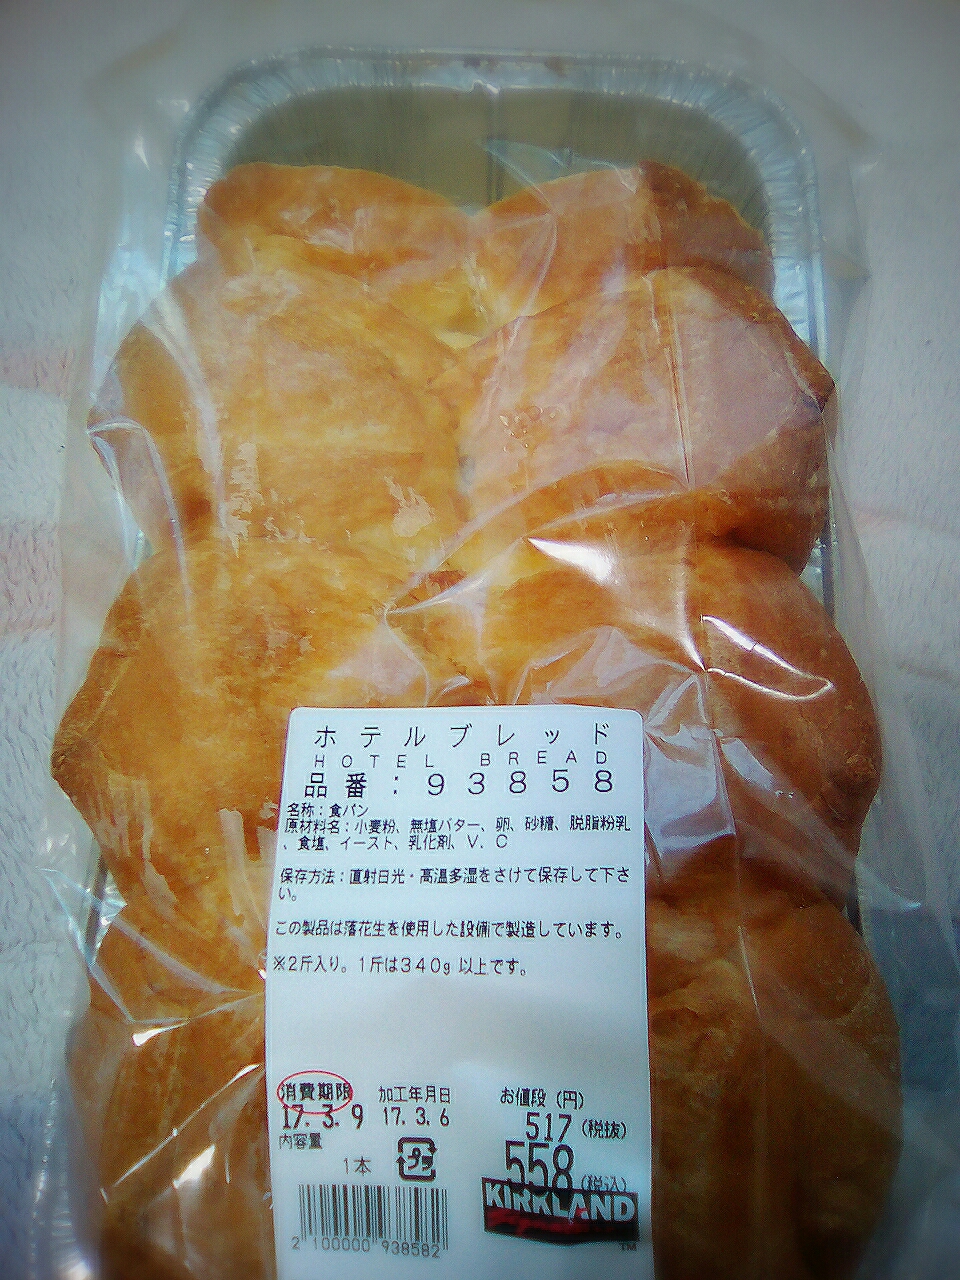 ホテルブレッド
HOTEL BREAD
品番:93858
名称:食パン
原材料名:小麦粉、無塩バター、卵、砂糖、脱脂粉乳
、食塩、イースト、乳化剤、V.C
保存方法:直射日光・高温多湿をさけて保存して下さ
い。
この製品は落花生を使用した設備で製造しています。
※2斤入り。1斤は340g 以上です。
消費期限 加工年月日 お値段(円)
17.3.9 17.3.6 517(税抜)
内容量
1本 プラ 558(税込)
KIRKLAND
Signature
TM
2 100000 938582